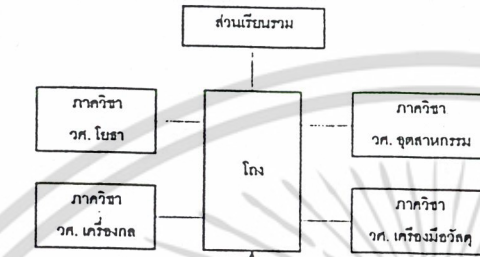 ส่วนเรียนรวม
ภาควิชา
วศ. โยธา
ภาควิชา
วศ. อุตสาหกรรม
โถง
ภาควิชา
วศ. เครื่องกล
ภาควิชา
วศ. เครื่องมือวัสดุ